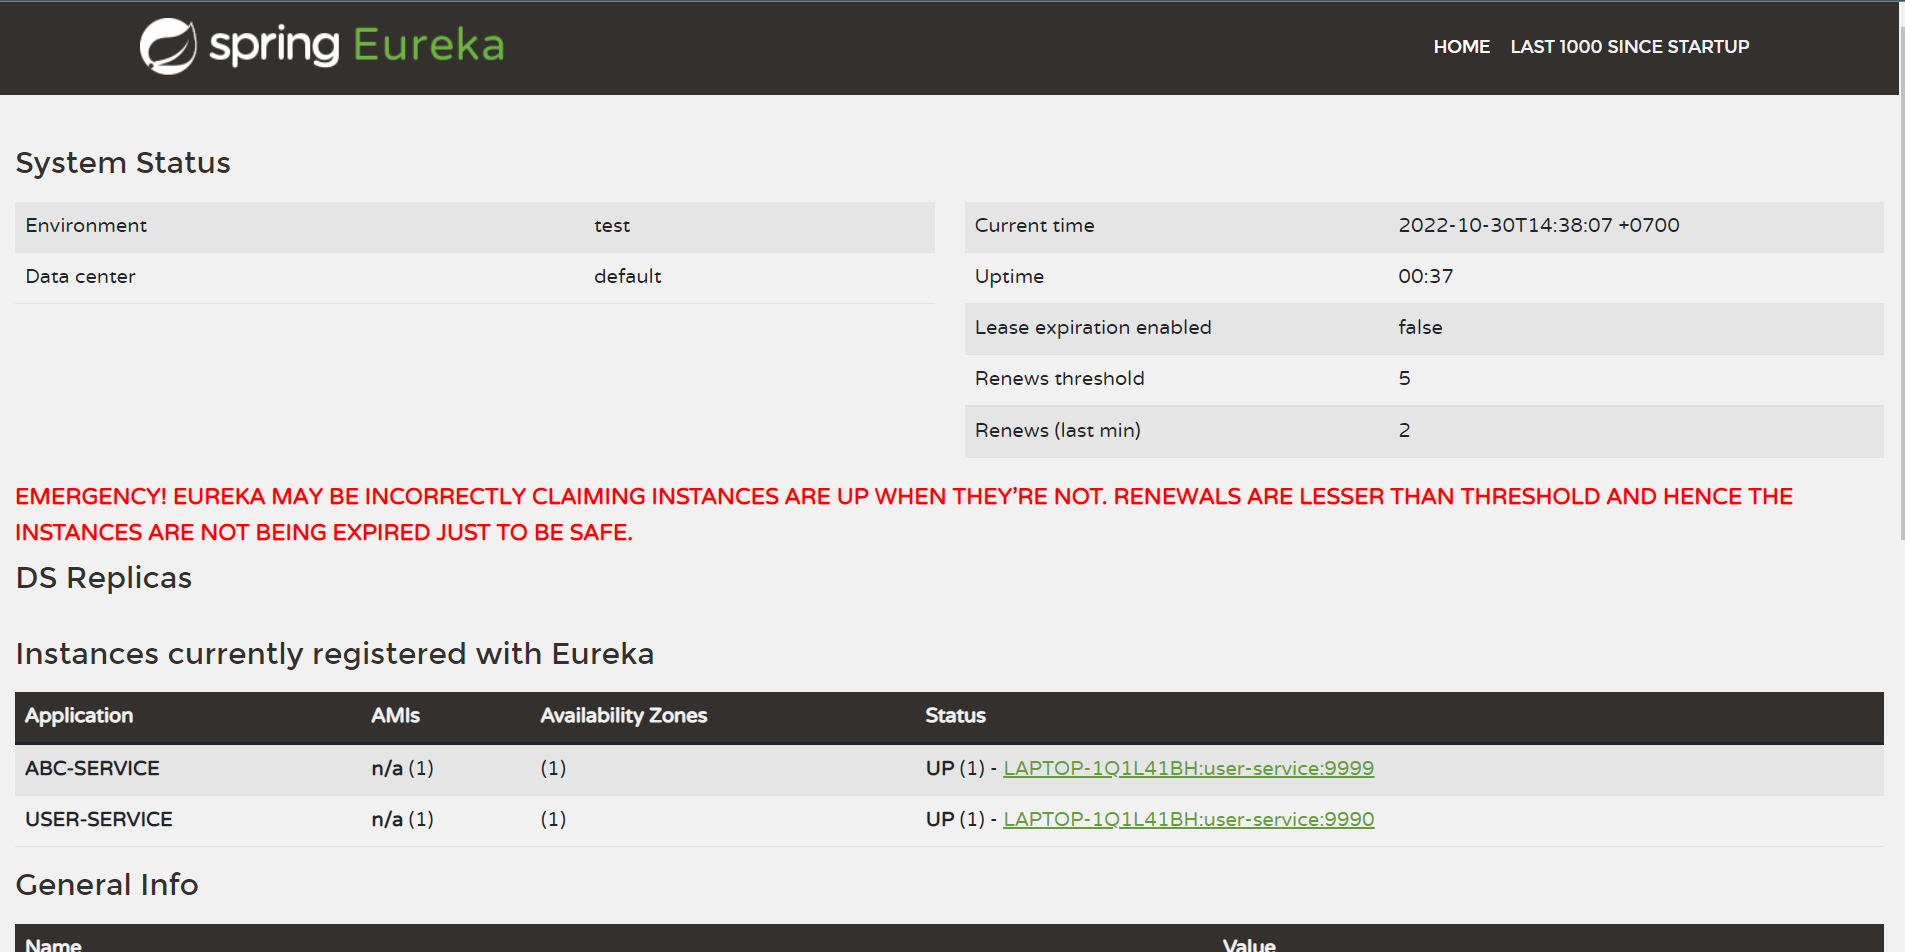 spring Eureka
HOME LAST 1000 SINCE STARTUP
System Status
Environment test
Data center default
Current time 2022-10-30T14:38:07 +0700
Uptime 00:37
Lease expiration enabled false
Renews threshold 5
Renews (last min) 2
EMERGENCY! EUREKA MAY BE INCORRECTLY CLAIMING INSTANCES ARE UP WHEN THEY'RE NOT. RENEWALS ARE LESSER THAN THRESHOLD AND HENCE THE
INSTANCES ARE NOT BEING EXPIRED JUST TO BE SAFE.
DS Replicas
Instances currently registered with Eureka
Application AMIs Availability Zones Status
ABC-SERVICE n/a (1) (1) UP (1) - LAPTOP-1Q1L41BH:user-service:9999
USER-SERVICE n/a (1) (1) UP (1) - LAPTOP-1Q1L41BH:user-service:9990
General Info
Name Value